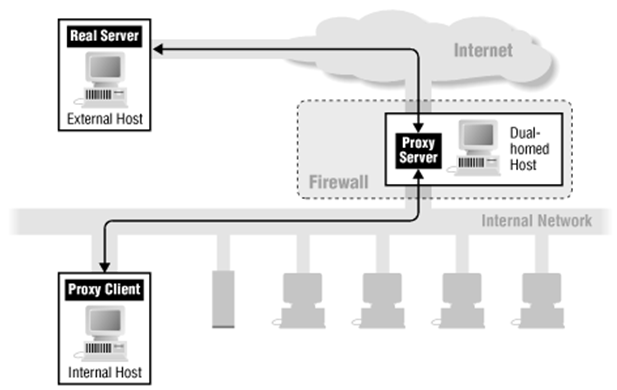 Real Server
External Host
Internet
Proxy
Server
Dual-
homed
Host
Firewall
Internal Network
Proxy Client
Internal Host